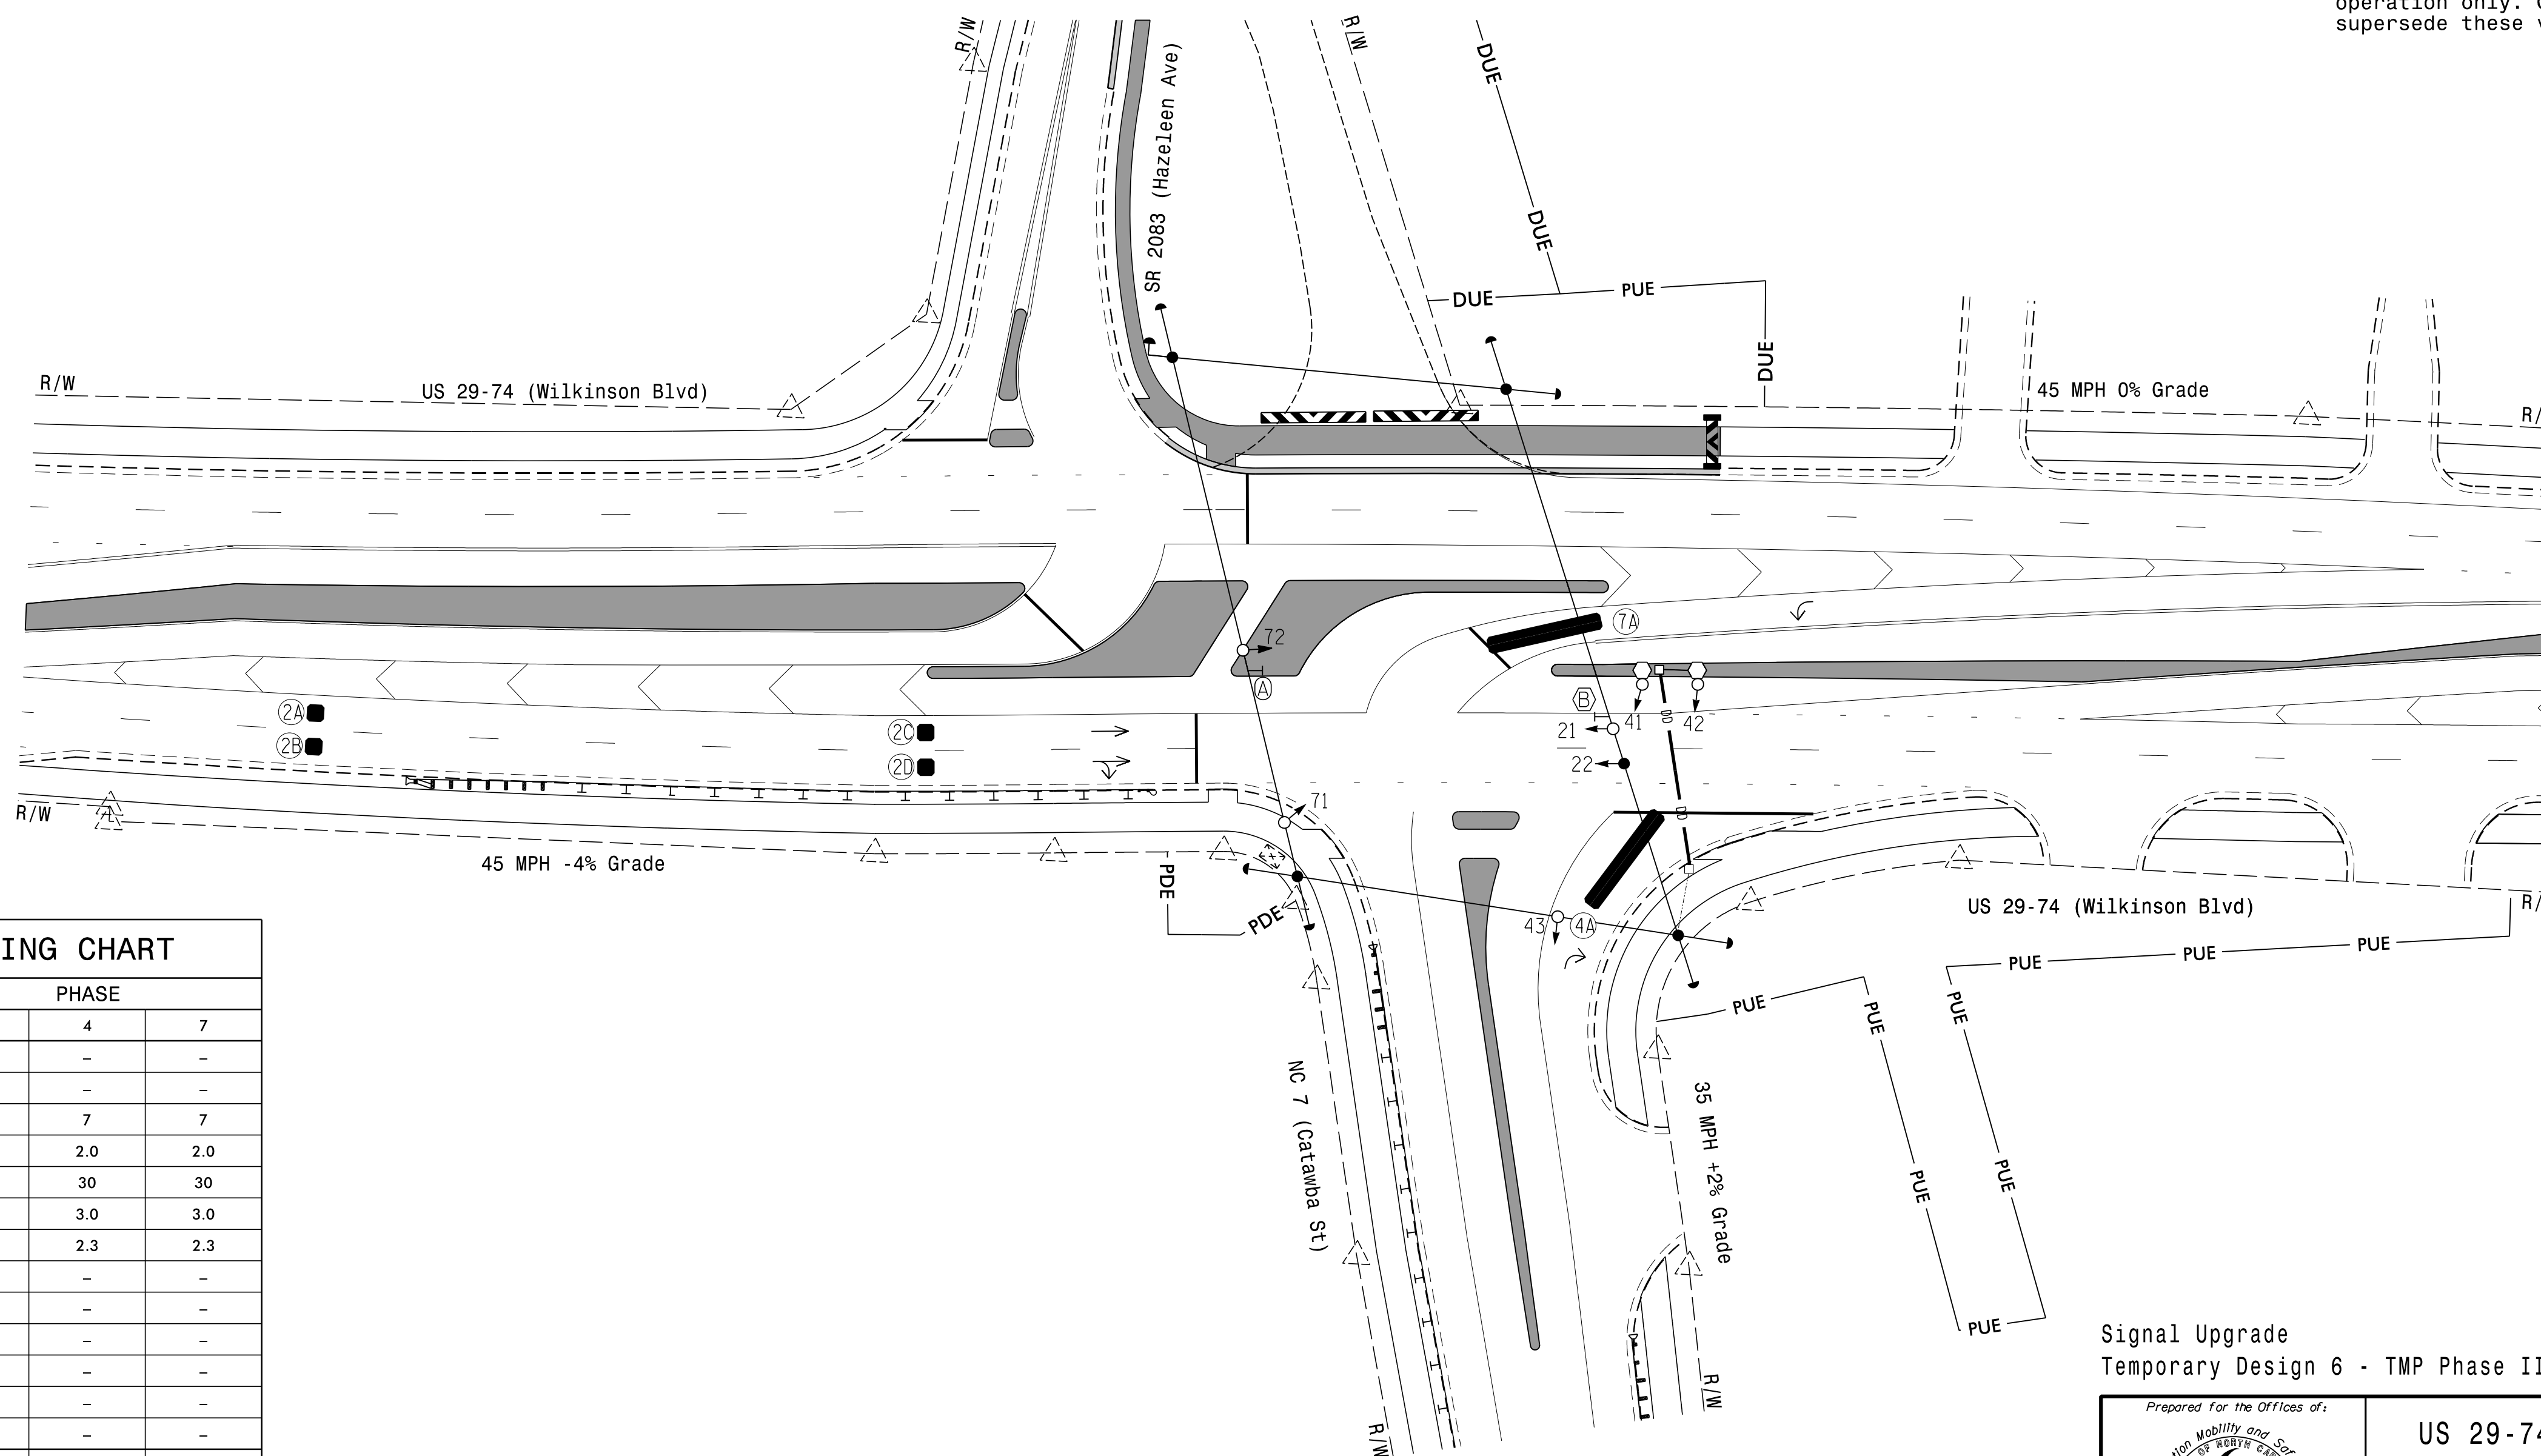 operation only.
supersede these
R/W
SR 2083 (Hazeleen Ave)
R/W
DUE
DUE
DUE
PUE
DUE
R/W
US 29-74 (Wilkinson Blvd)
45 MPH 0% Grade
7A
72
A
B
2A
2B
2C
2D
21
41
42
22
71
R/W
45 MPH -4% Grade
PDE
PDE
43
4A
US 29-74 (Wilkinson Blvd)
PUE
PUE
PUE
PUE
PUE
PUE
PUE
PUE
PUE
NC 7 (Catawba St)
35 MPH +2% Grade
R/W
R/W
ING CHART
PHASE
4 7
– –
– –
7 7
2.0 2.0
30 30
3.0 3.0
2.3 2.3
– –
– –
– –
– –
– –
– –
Signal Upgrade
Temporary Design 6 - TMP Phase II
Prepared for the Offices of:
Mobility and
OF NORTH
US 29-74